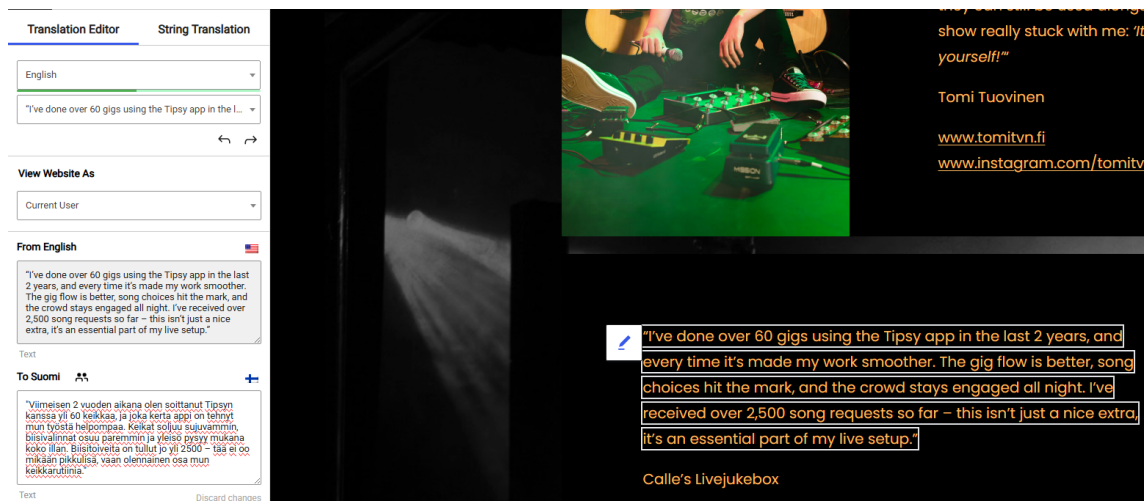 Translation Editor
String Translation
English
“I’ve done over 60 gigs using the Tipsy app in the l...
View Website As
Current User
From English
“I’ve done over 60 gigs using the Tipsy app in the last
2 years, and every time it’s made my work smoother.
The gig flow is better, song choices hit the mark, and
the crowd stays engaged all night. I’ve received over
2,500 song requests so far – this isn’t just a nice
extra, it’s an essential part of my live setup.”
Text
To Suomi
“Viimeisen 2 vuoden aikana olen soittanut Tipsyn
kanssa yli 60 keikkaa, ja joka kerta appi on tehnyt
mun työstä helpompaa. Keikat soljuu sujuvammin,
biisivalinnat osuu paremmin ja yleisö pysyy mukana
koko illan. Biisitoiveita on tullut jo yli 2500 – tää ei oo
mikään pikkulisä, vaan olennainen osa mun
keikkarutiinia.”
Text
Discard changes
they can still be used along
show really stuck with me: ‘It
yourself!’“
Tomi Tuovinen
www.tomitvn.fi
www.instagram.com/tomitv
“I’ve done over 60 gigs using the Tipsy app in the last 2 years, and
every time it’s made my work smoother. The gig flow is better, song
choices hit the mark, and the crowd stays engaged all night. I’ve
received over 2,500 song requests so far – this isn’t just a nice extra,
it’s an essential part of my live setup.”
Calle’s Livejukebox